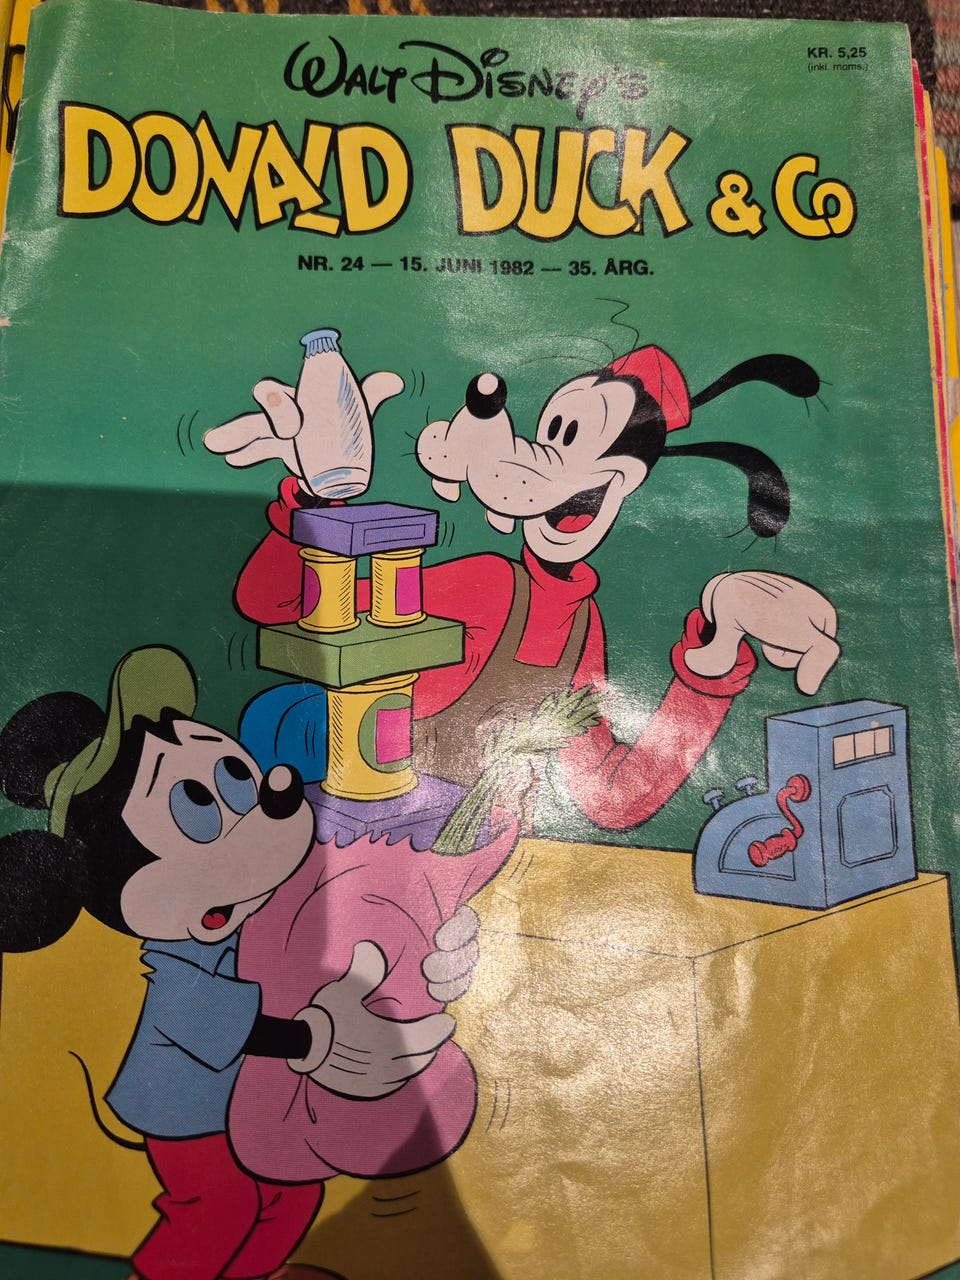 WALT DISNEY'S
KR. 5,25
(inkl. moms.)
DONALD DUCK & CO
NR. 24 — 15. JUNI 1982 — 35. ÅRG.